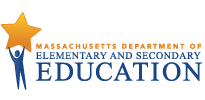 MASSACHUSETTS DEPARTMENT OF
ELEMENTARY AND SECONDARY
EDUCATION